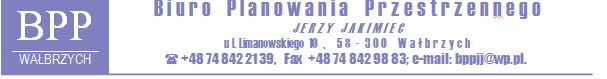 BPP
WAŁBRZYCH
Biuro Planowania Przestrzennego
JERZY JAKIMIEĆ
ul. Limanowskiego 10 , 58 - 300 Wałbrzych
☎ +48 74 842 2139, Fax +48 74 842 98 83; e-mail: bppjj@wp.pl.